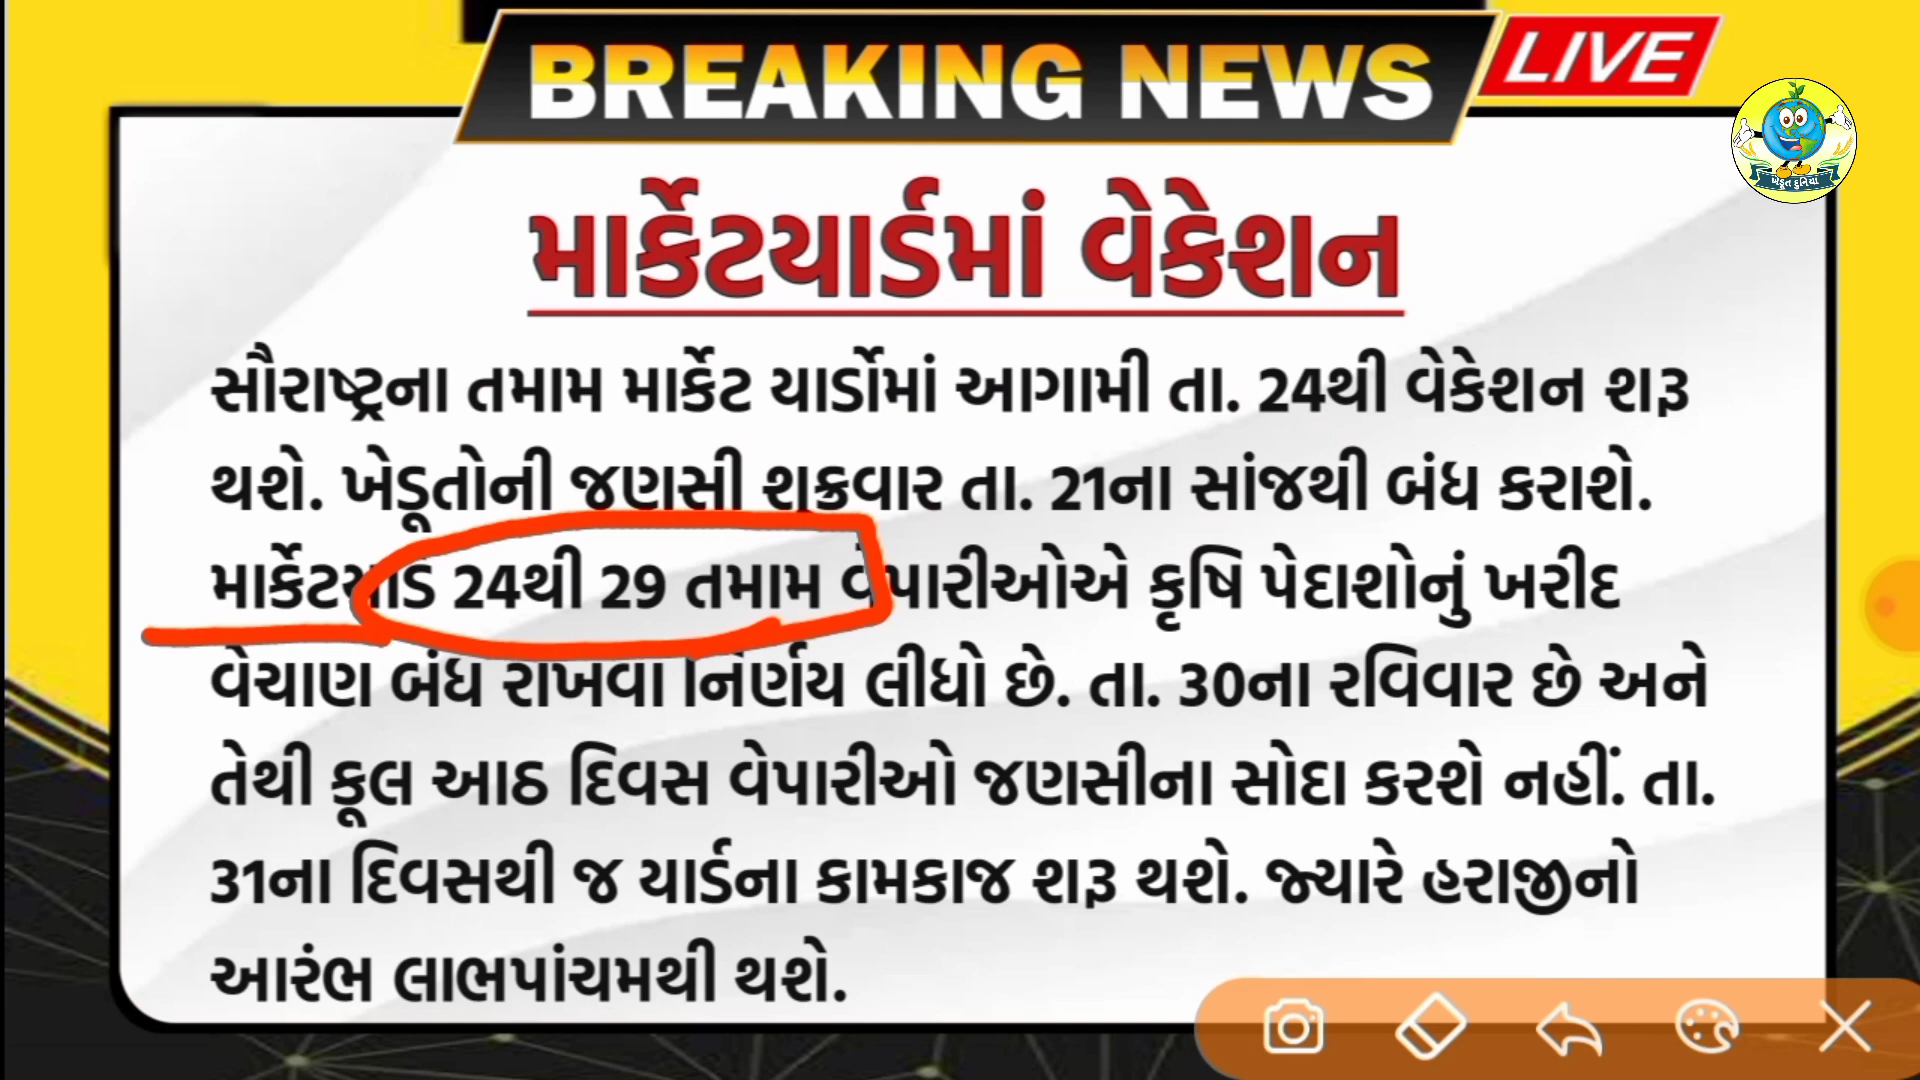 BREAKING NEWS
LIVE
ખેડૂત દુનિયા
માર્કેટયાર્ડમાં વેકેશન
સૌરાષ્ટ્રના તમામ માર્કેટ યાર્ડોમાં આગામી તા. 24થી વેકેશન શરૂ
થશે. ખેડૂતોની જણસી શુક્રવાર તા. 21ના સાંજથી બંધ કરાશે.
માર્કેટયાર્ડ 24થી 29 તમામ વેપારીઓએ કૃષિ પેદાશોનું ખરીદ
વેચાણ બંધ રાખવા નિર્ણય લીધો છે. તા. 30ના રવિવાર છે અને
તેથી કૂલ આઠ દિવસ વેપારીઓ જણસીના સોદા કરશે નહીં. તા.
31ના દિવસથી જ યાર્ડના કામકાજ શરૂ થશે. જ્યારે હરાજીનો
આરંભ લાભપાંચમથી થશે.